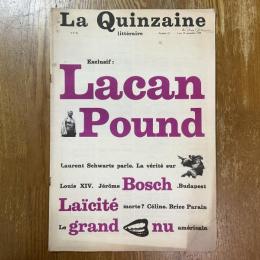 La Quinzaine
littéraire
Exclusif :
Lacan
Pound
Laurent Schwartz parle. La vérité sur
Louis XIV. Jérôme Bosch .Budapest
Laïcité morte? Céline. Brice Parain
Le grand nu américain